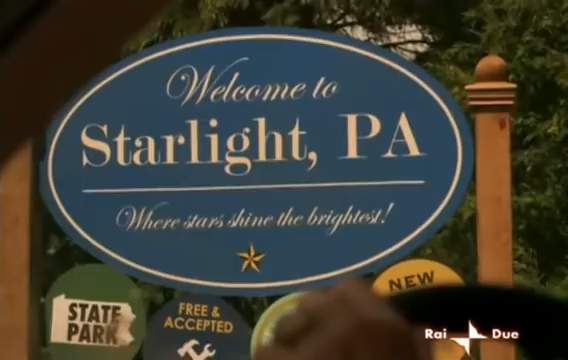 Welcome to
Starlight, PA
Where stars shine the brightest!
STATE
PARK
FREE &
ACCEPTED
NEW
Rai Due